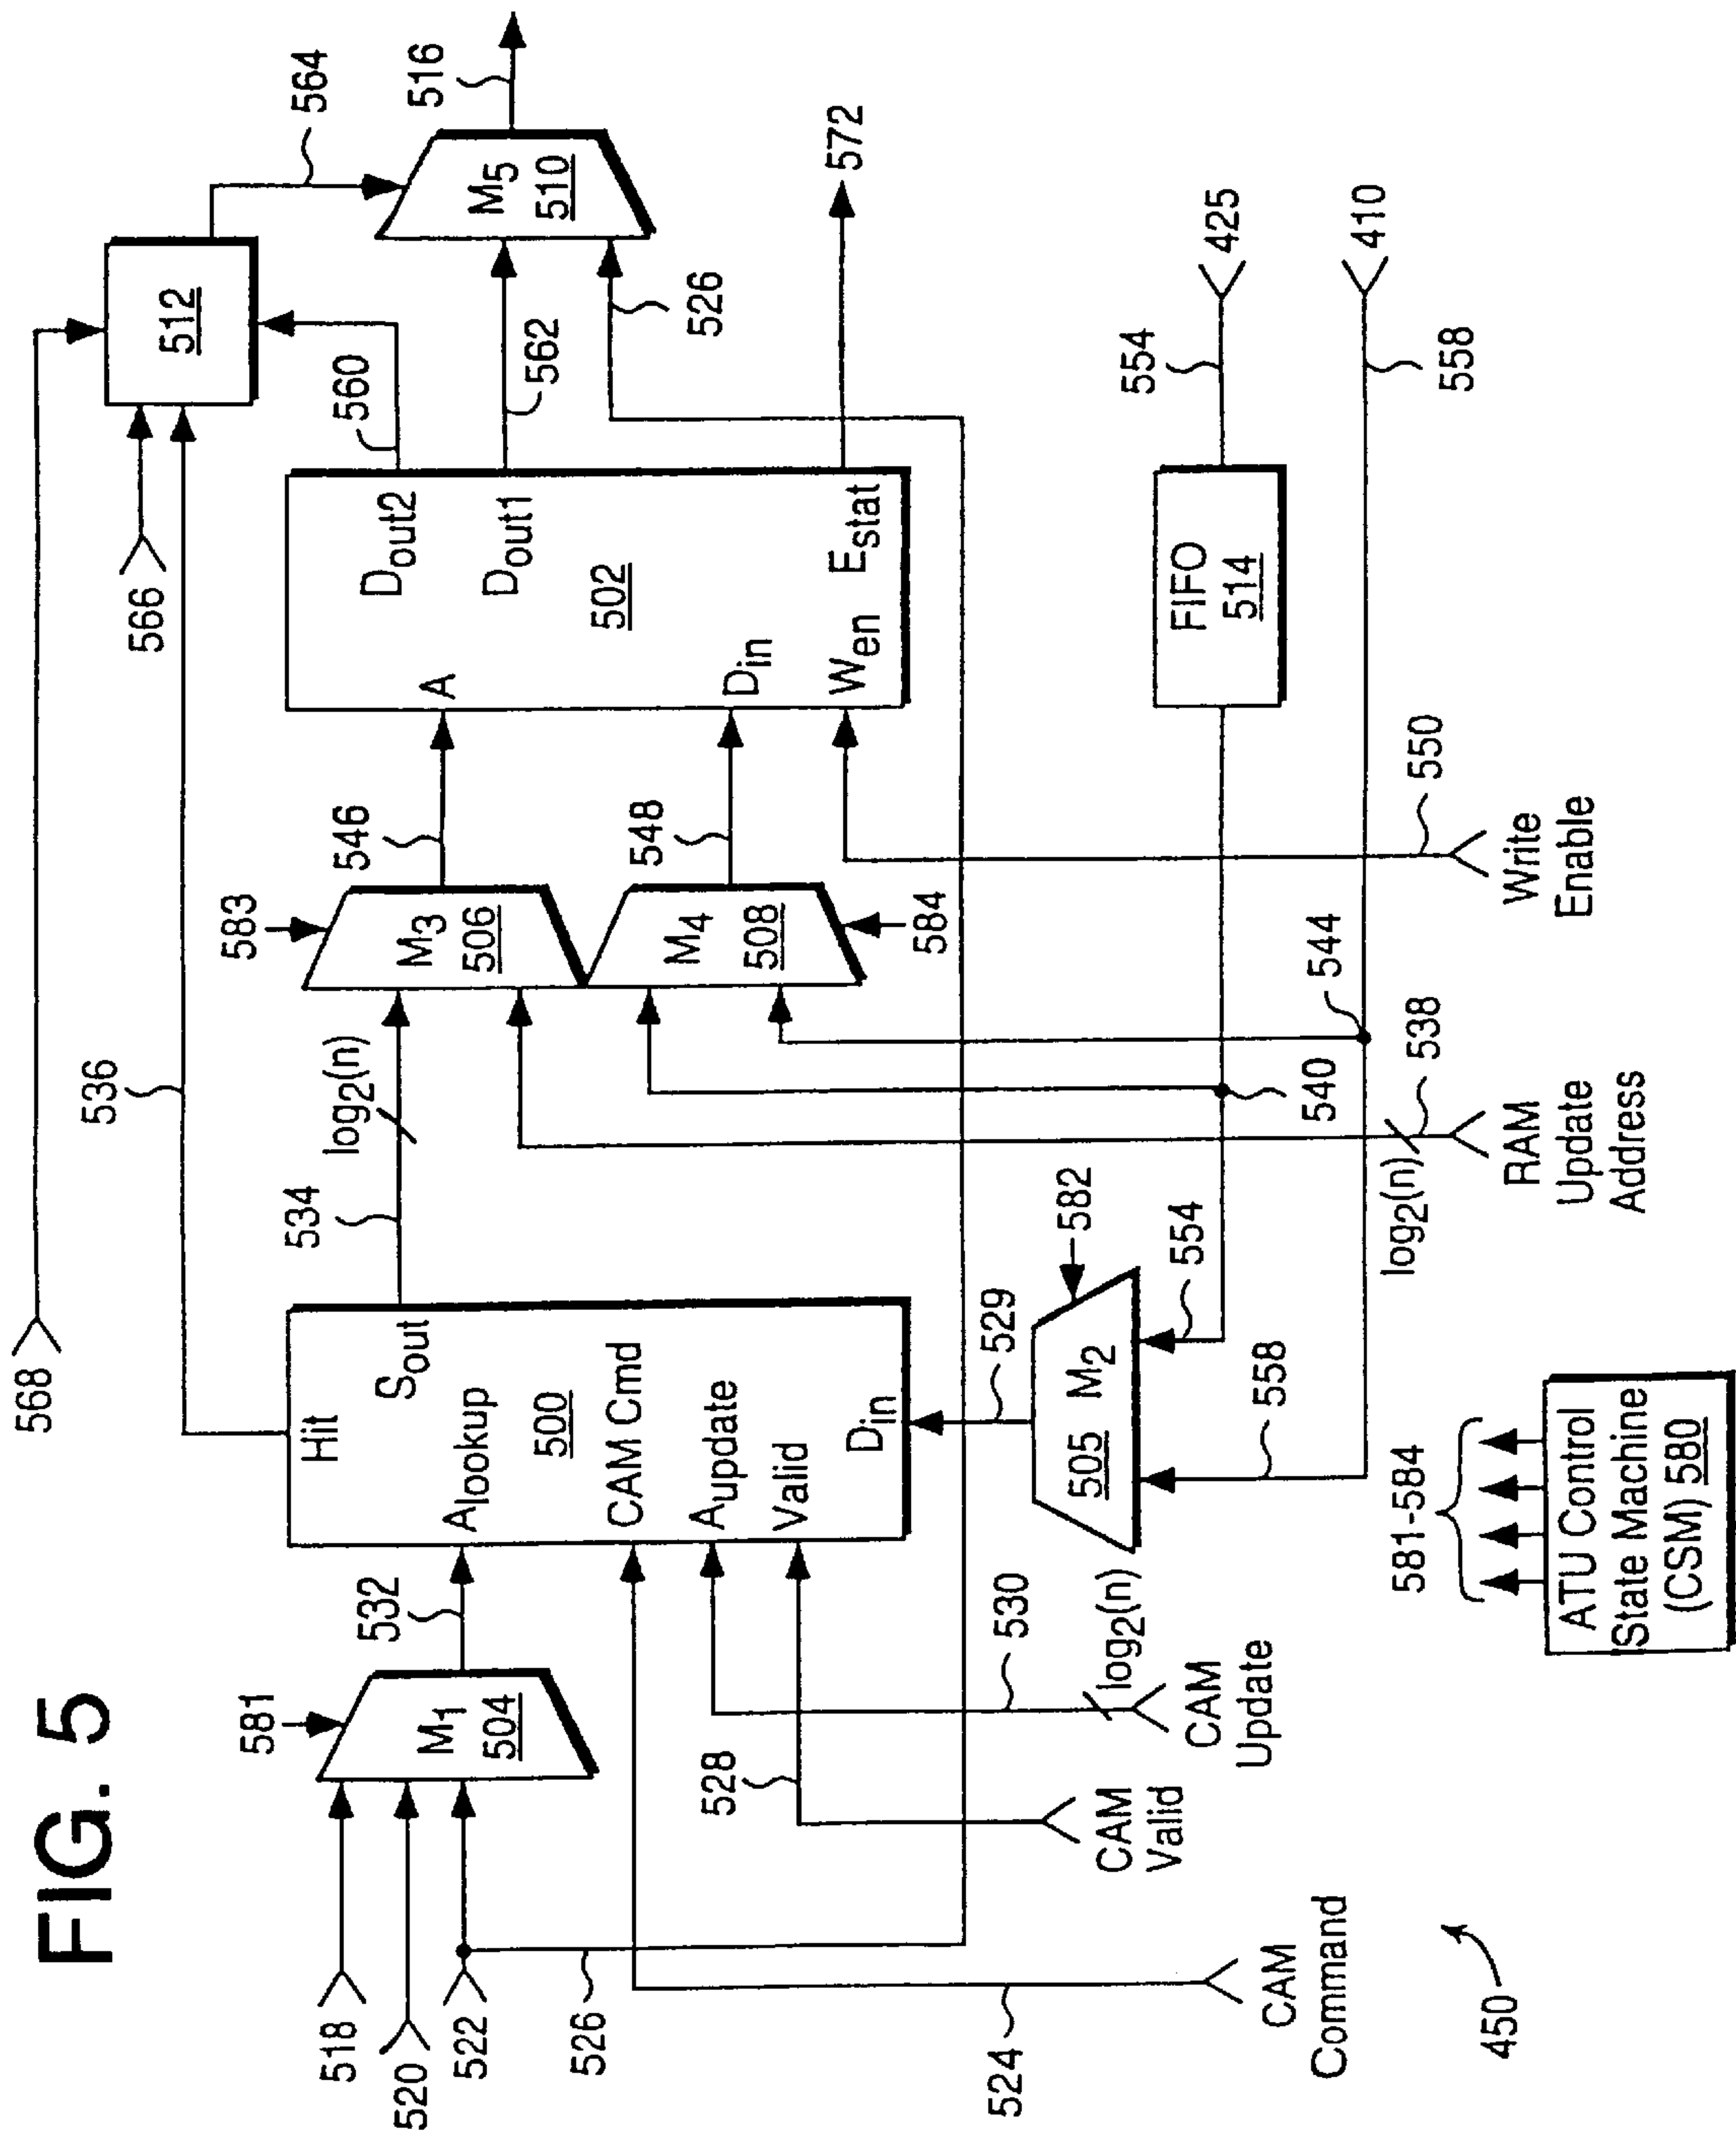 FIG. 5
568
536
566
512
564
516
581
518
520
522
526
M1
504
532
Hit
Sout
Alookup
500
CAM Cmd
Aupdate
Valid
Din
534
log2(n)
583
M3
506
546
M4
508
548
584
A
Dout2
Dout1
502
Din
Wen
Estat
560
562
M5
510
526
572
528
530
log2(n)
CAM
Update
CAM
Valid
524
CAM
Command
529
505
M2
582
554
558
FIFO
514
554
425
558
410
540
544
log2(n)
538
RAM
Update
Address
550
Write
Enable
581-584
ATU Control
State Machine
(CSM) 580
450